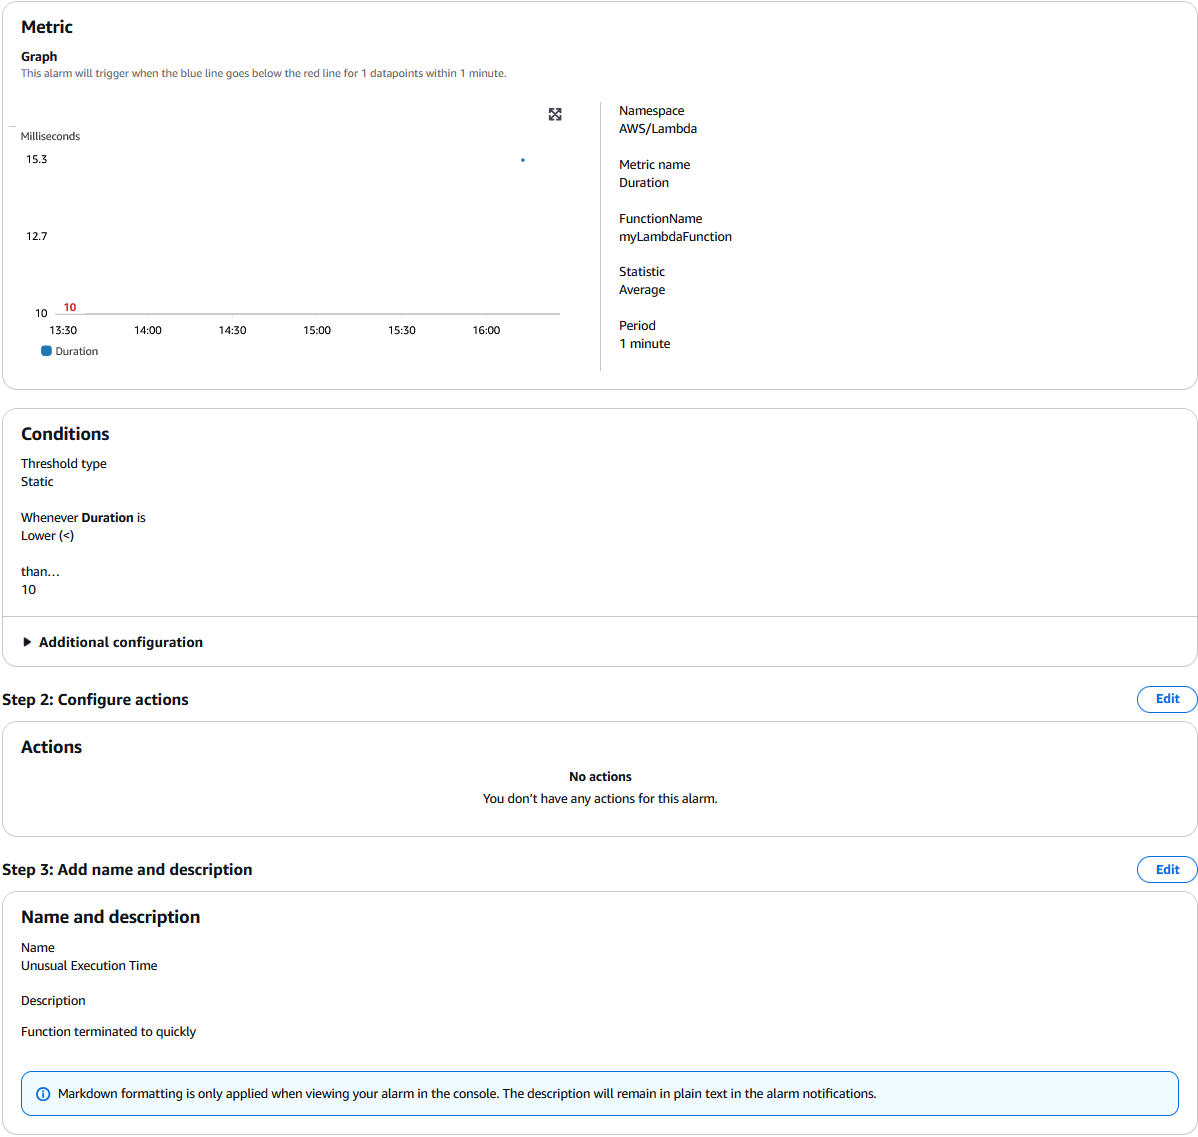 Metric
Graph
This alarm will trigger when the blue line goes below the red line for 1 datapoints within 1 minute.
Milliseconds
15.3
12.7
10
10
13:30 14:00 14:30 15:00 15:30 16:00
Duration
Namespace
AWS/Lambda
Metric name
Duration
FunctionName
myLambdaFunction
Statistic
Average
Period
1 minute
Conditions
Threshold type
Static
Whenever Duration is
Lower (<)
than...
10
Additional configuration
Step 2: Configure actions
Edit
Actions
No actions
You don't have any actions for this alarm.
Step 3: Add name and description
Edit
Name and description
Name
Unusual Execution Time
Description
Function terminated to quickly
Markdown formatting is only applied when viewing your alarm in the console. The description will remain in plain text in the alarm notifications.